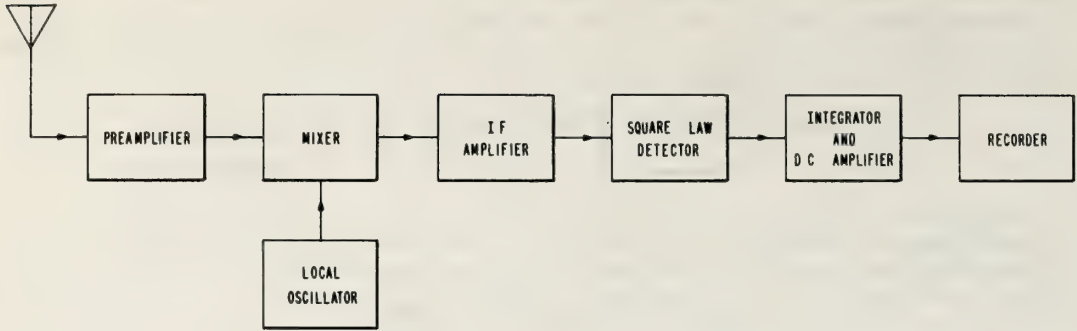 PREAMPLIFIER
MIXER
I F
AMPLIFIER
SQUARE LAW
DETECTOR
INTEGRATOR
AND
D C AMPLIFIER
RECORDER
LOCAL
OSCILLATOR